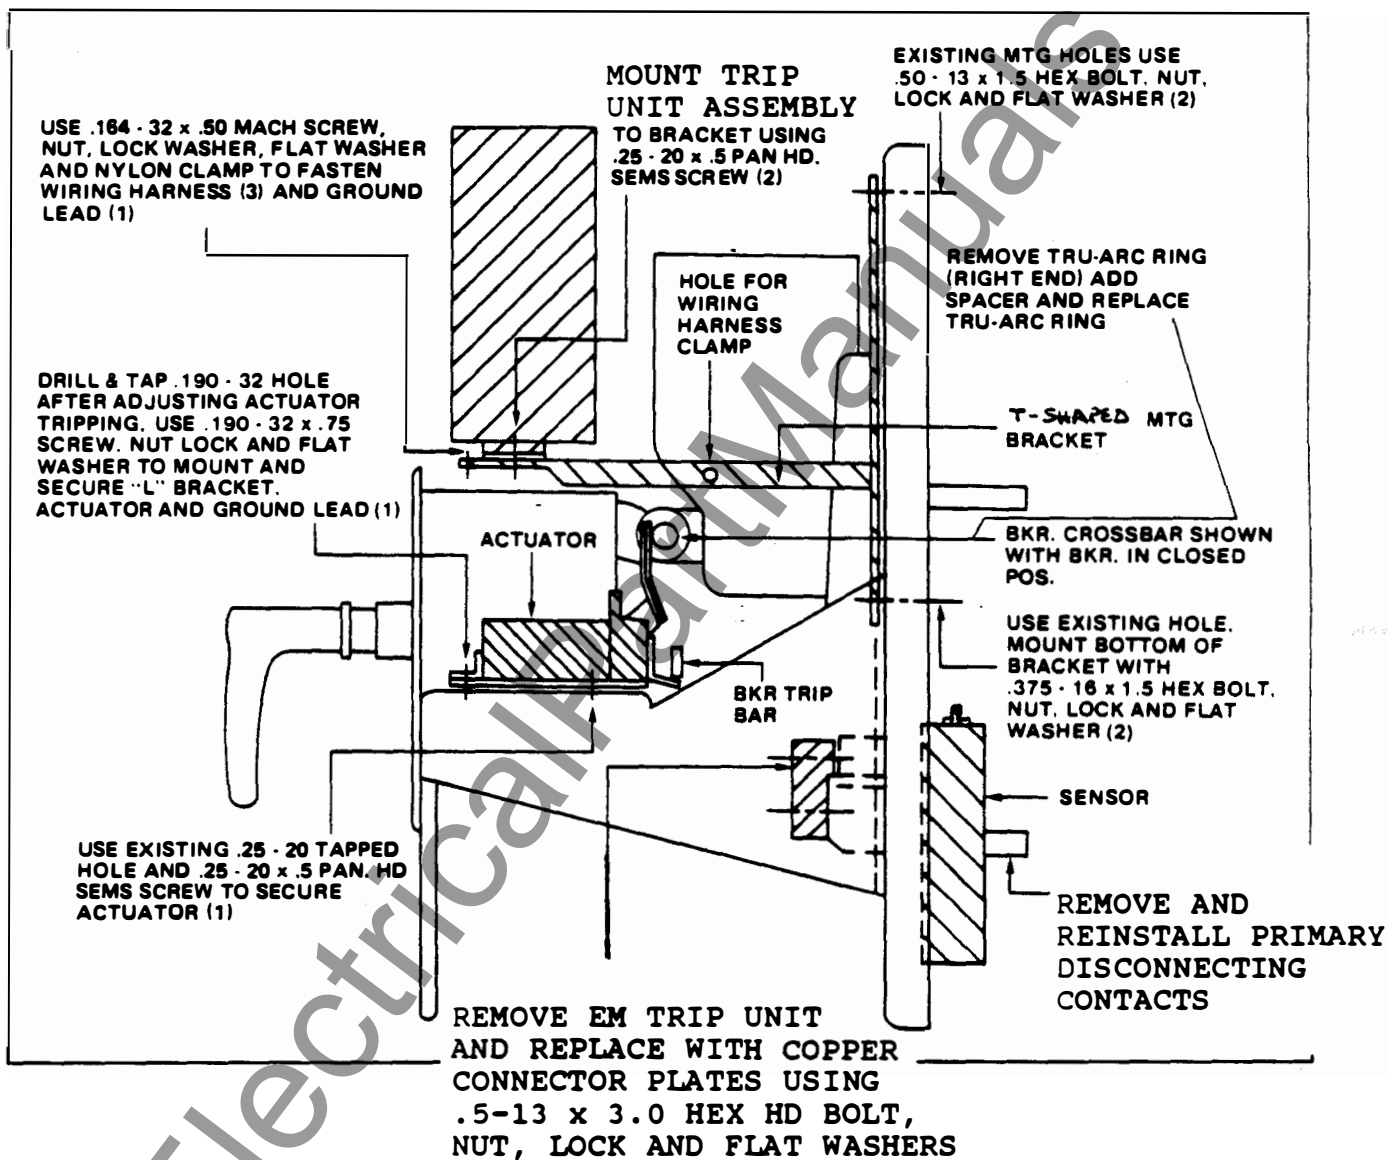 MOUNT TRIP
UNIT ASSEMBLY
TO BRACKET USING
.25 - 20 x .5 PAN HD.
SEMS SCREW (2)
EXISTING MTG HOLES USE
.50 - 13 x 1.5 HEX BOLT, NUT,
LOCK AND FLAT WASHER (2)
USE .164 - 32 x .50 MACH SCREW,
NUT, LOCK WASHER, FLAT WASHER
AND NYLON CLAMP TO FASTEN
WIRING HARNESS (3) AND GROUND
LEAD (1)
REMOVE TRU-ARC RING
(RIGHT END) ADD
SPACER AND REPLACE
TRU-ARC RING
HOLE FOR
WIRING
HARNESS
CLAMP
DRILL & TAP .190 - 32 HOLE
AFTER ADJUSTING ACTUATOR
TRIPPING. USE .190 - 32 x .75
SCREW. NUT LOCK AND FLAT
WASHER TO MOUNT AND
SECURE "L" BRACKET.
ACTUATOR AND GROUND LEAD (1)
T-SHAPED MTG
BRACKET
ACTUATOR
BKR. CROSSBAR SHOWN
WITH BKR. IN CLOSED
POS.
USE EXISTING HOLE.
MOUNT BOTTOM OF
BRACKET WITH
.375 - 16 x 1.5 HEX BOLT,
NUT, LOCK AND FLAT
WASHER (2)
BKR TRIP
BAR
SENSOR
USE EXISTING .25 - 20 TAPPED
HOLE AND .25 - 20 x .5 PAN. HD
SEMS SCREW TO SECURE
ACTUATOR (1)
REMOVE AND
REINSTALL PRIMARY
DISCONNECTING
CONTACTS
REMOVE EM TRIP UNIT
AND REPLACE WITH COPPER
CONNECTOR PLATES USING
.5-13 x 3.0 HEX HD BOLT,
NUT, LOCK AND FLAT WASHERS
ElectricalPartManuals